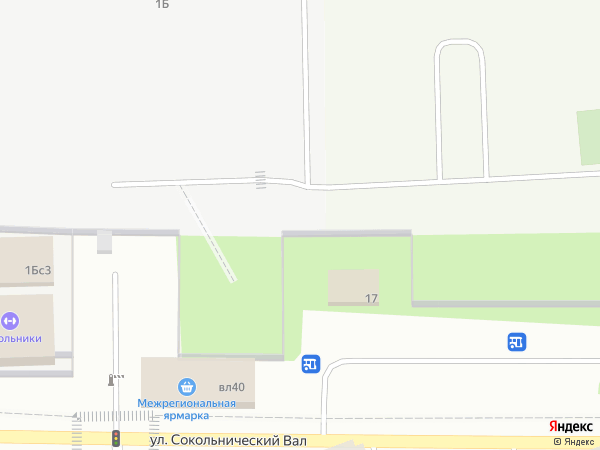 1Б
1Бс3
17
ольники
вл40
Межрегиональная
ярмарка
ул. Сокольнический Вал
Яндекс
© Яндекс